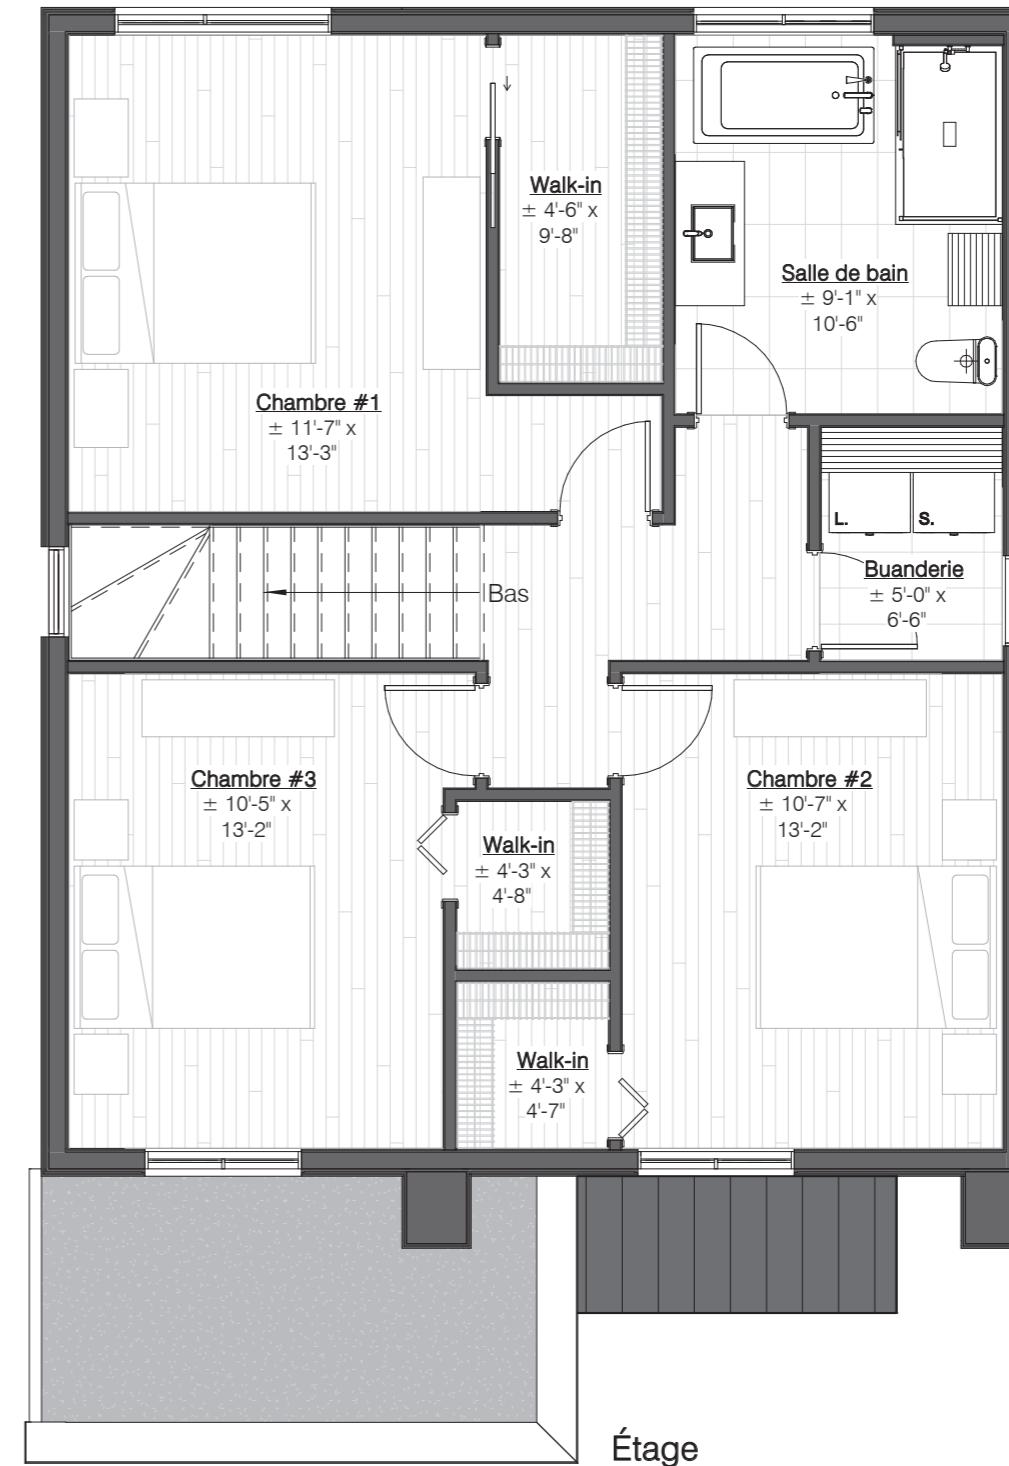 Walk-in
± 4'-6" x
9'-8"
Salle de bain
± 9'-1" x
10'-6"
Chambre #1
± 11'-7" x
13'-3"
L.
S.
Buanderie
± 5'-0" x
6'-6"
Bas
Chambre #3
± 10'-5" x
13'-2"
Chambre #2
± 10'-7" x
13'-2"
Walk-in
± 4'-3" x
4'-8"
Walk-in
± 4'-3" x
4'-7"
Étage